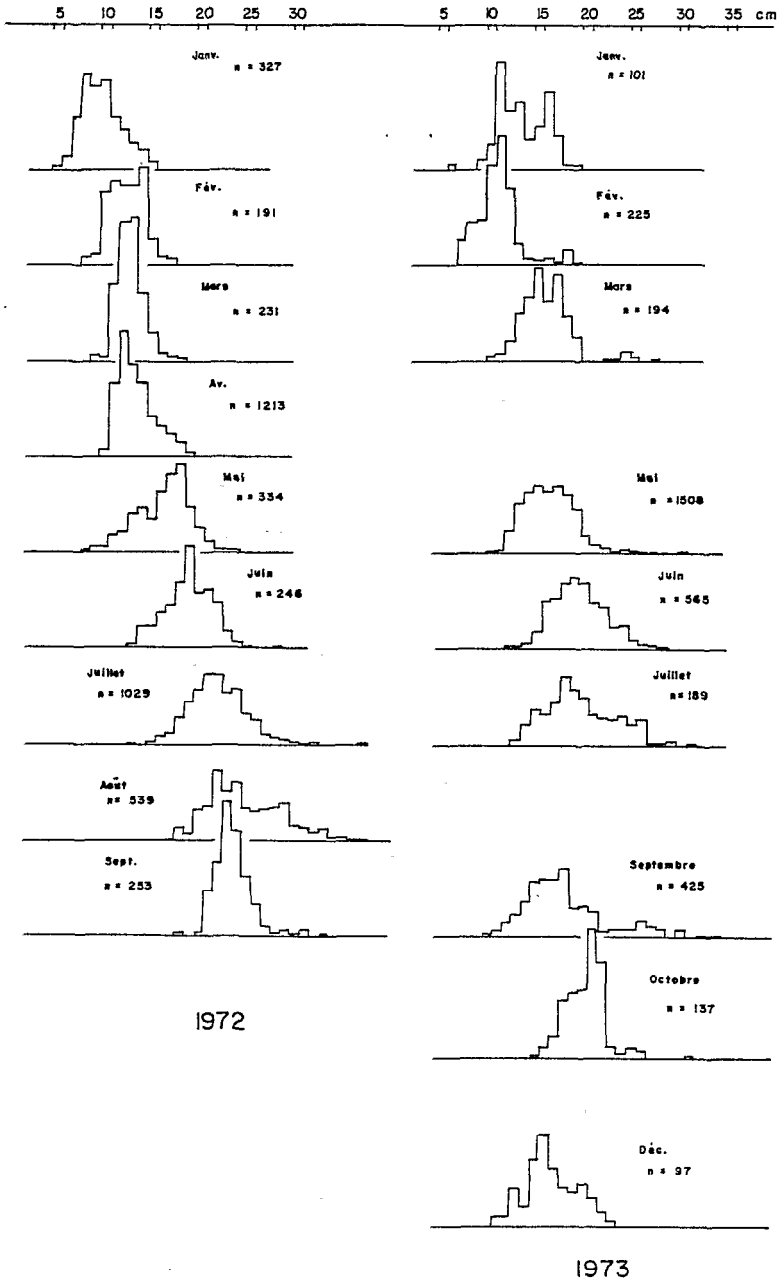 5 10 15 20 25 30
5 10 15 20 25 30 35 cm
Janv.
n = 327
Fév.
n = 191
Mars
n = 231
Av.
n = 1213
Mai
n = 334
Juin
n = 246
Juillet
n = 1029
Août
n = 539
Sept.
n = 253
1972
Janv.
n = 101
Fév.
n = 225
Mars
n = 194
Mai
n = 1508
Juin
n = 565
Juillet
n = 189
Septembre
n = 425
Octobre
n = 137
Déc.
n = 97
1973